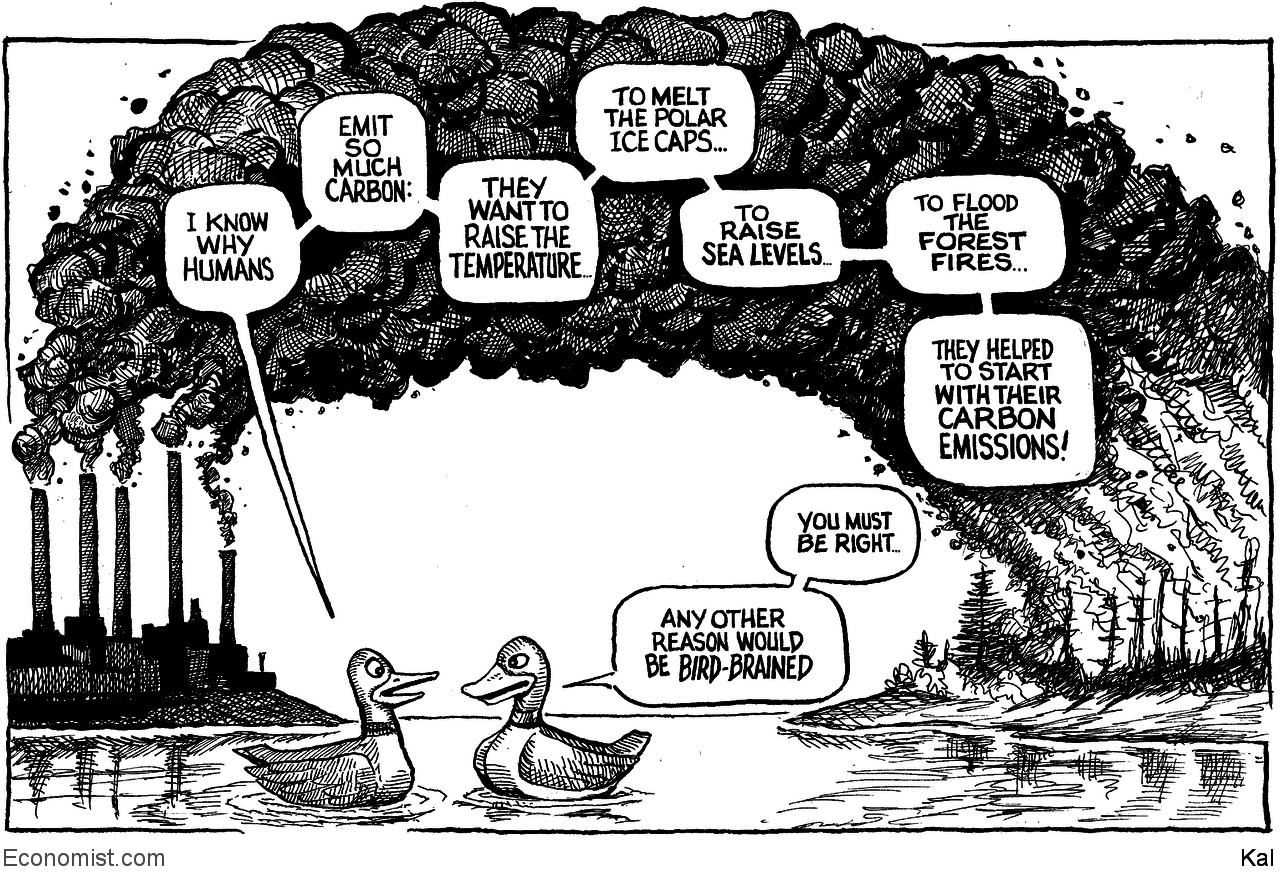 I KNOW
WHY
HUMANS
EMIT
SO
MUCH
CARBON:
THEY
WANT TO
RAISE THE
TEMPERATURE...
TO MELT
THE POLAR
ICE CAPS...
TO
RAISE
SEA LEVELS...
TO FLOOD
THE
FOREST
FIRES...
THEY HELPED
TO START
WITH THEIR
CARBON
EMISSIONS!
YOU MUST
BE RIGHT...
ANY OTHER
REASON WOULD
BE BIRD-BRAINED
Economist.com
Kal